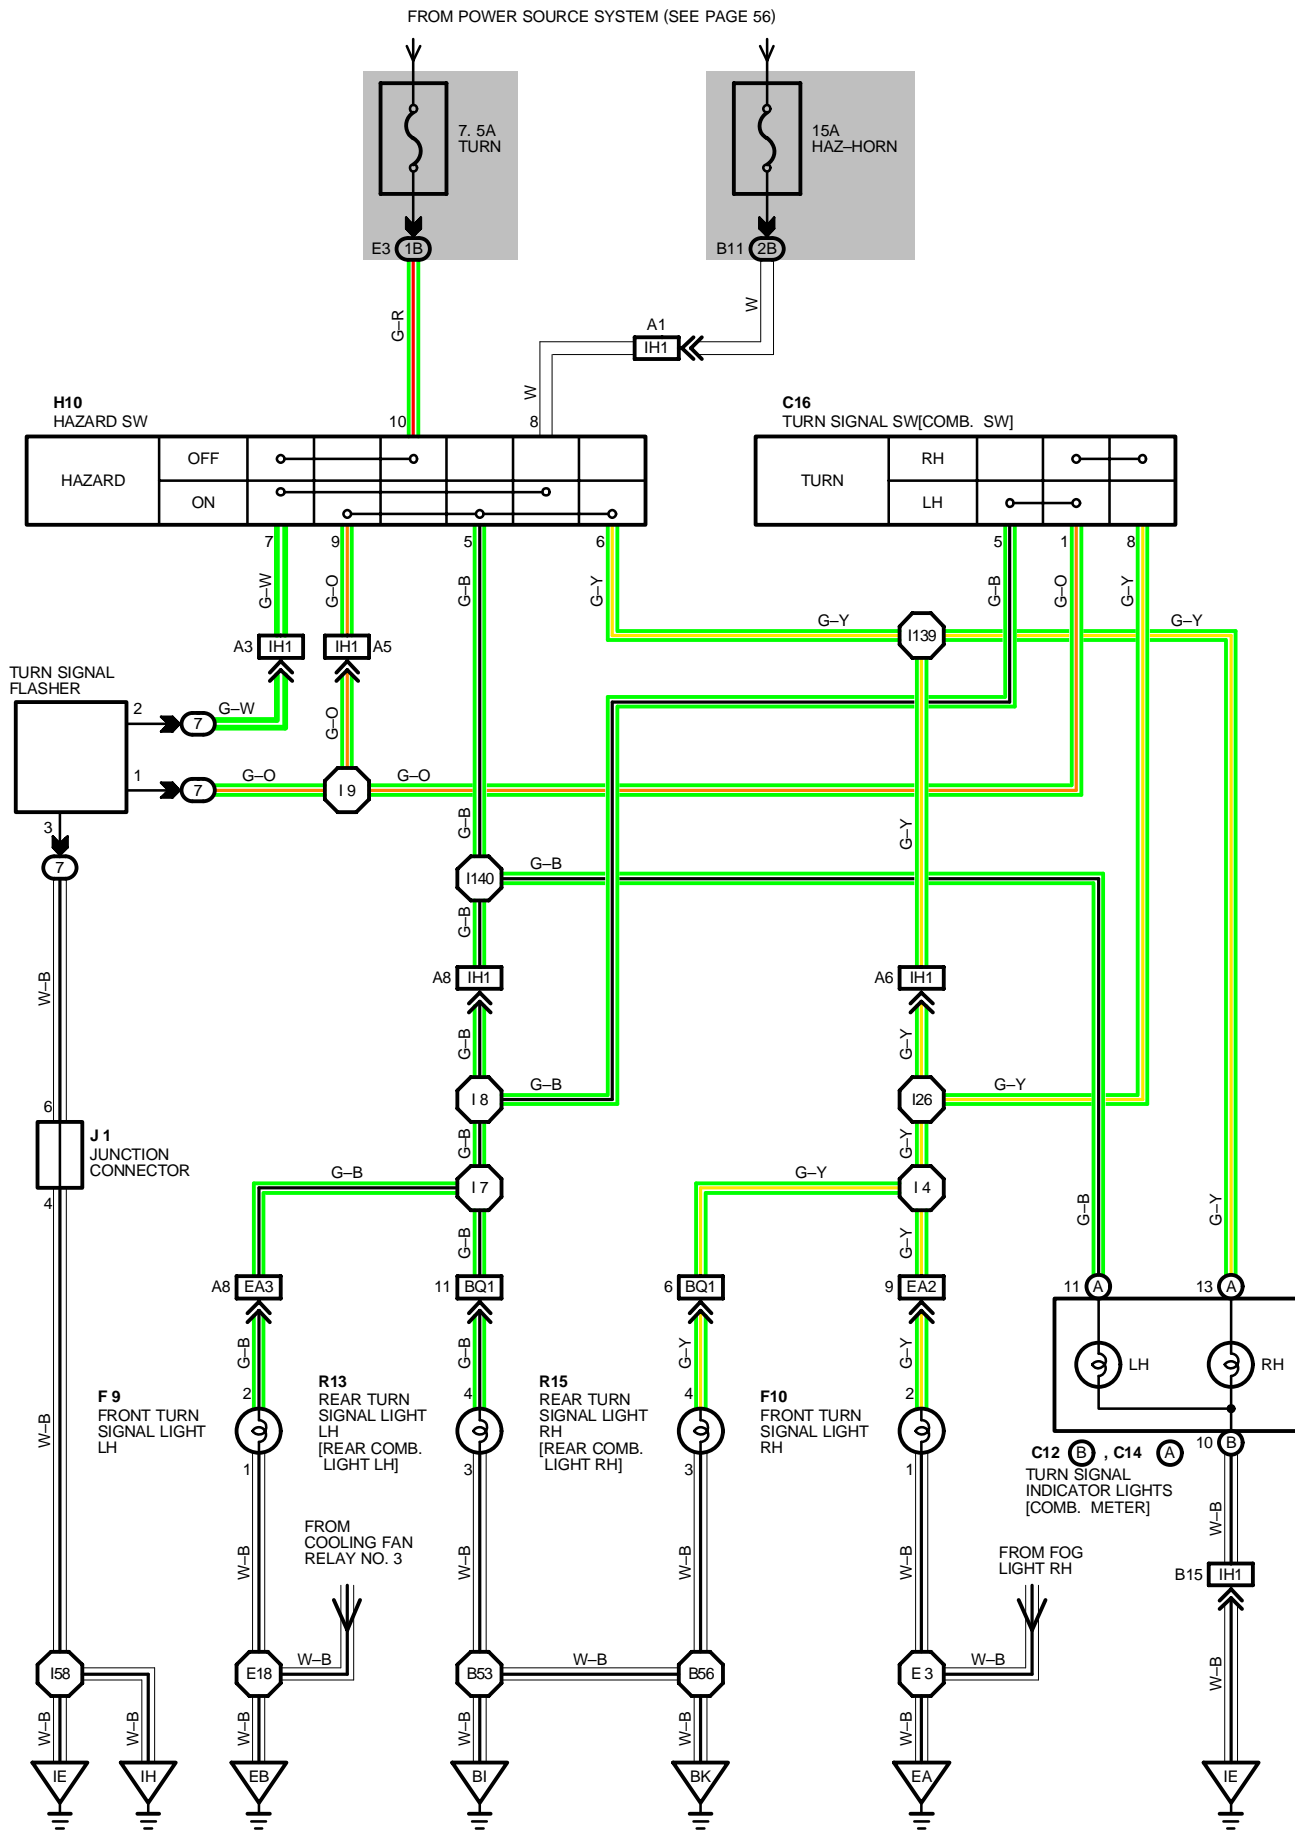 FROM POWER SOURCE SYSTEM (SEE PAGE 56)
7. 5A
TURN
15A
HAZ–HORN
E3 1B
B11 2B
G–R
W
A1
IH1
W
H10
HAZARD SW
10
8
C16
TURN SIGNAL SW[COMB. SW]
HAZARD
OFF
ON
TURN
RH
LH
7
9
5
6
5
1
8
G–W
G–O
G–B
G–Y
G–B
G–O
G–Y
G–Y
I139
G–Y
A3 IH1
IH1 A5
TURN SIGNAL
FLASHER
2
7
G–W
G–O
1
7
G–O
I 9
G–O
3
7
G–B
G–Y
I140
G–B
G–B
W–B
A8 IH1
A6 IH1
G–B
G–Y
I 8
G–B
I26
G–Y
6
J 1
JUNCTION
CONNECTOR
4
G–B
G–Y
G–B
I 7
G–Y
I 4
G–B
G–Y
G–B
G–Y
A8 EA3
11 BQ1
6 BQ1
9 EA2
11 A
13 A
G–B
G–B
G–Y
G–Y
LH
RH
F 9
FRONT TURN
SIGNAL LIGHT
LH
2
1
R13
REAR TURN
SIGNAL LIGHT
LH
[REAR COMB.
LIGHT LH]
4
3
R15
REAR TURN
SIGNAL LIGHT
RH
[REAR COMB.
LIGHT RH]
4
3
F10
FRONT TURN
SIGNAL LIGHT
RH
2
1
10 B
C12 B , C14 A
TURN SIGNAL
INDICATOR LIGHTS
[COMB. METER]
W–B
W–B
FROM
COOLING FAN
RELAY NO. 3
W–B
W–B
W–B
W–B
FROM FOG
LIGHT RH
B15 IH1
I58
E18
W–B
B53
W–B
B56
E 3
W–B
W–B
W–B
W–B
W–B
W–B
W–B
W–B
IE
IH
EB
BI
BK
EA
IE